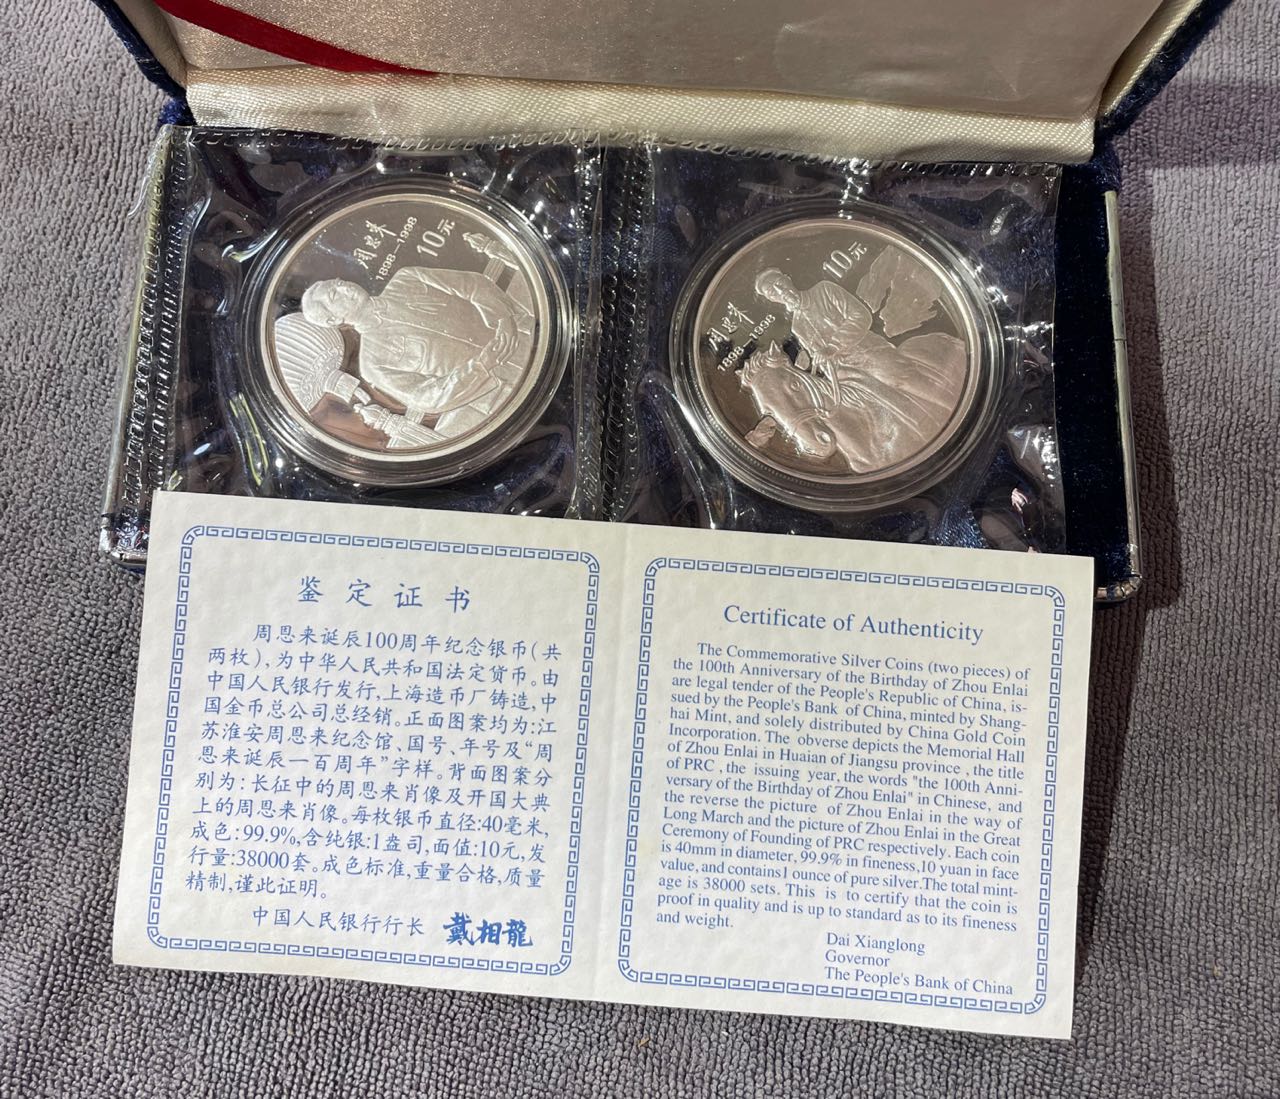 周恩来
1898—1998
10元
10元
周恩来
1898—1998
鉴定证书
周恩来诞辰100周年纪念银币(共
两枚),为中华人民共和国法定货币。由
中国人民银行发行,上海造币厂铸造,中
国金币总公司总经销。正面图案均为:江
苏淮安周恩来纪念馆、国号、年号及“周
恩来诞辰一百周年”字样。背面图案分
别为:长征中的周恩来肖像及开国大典
上的周恩来肖像。每枚银币直径:40毫米,
成色:99.9%,含纯银:1盎司,面值:10元,发
行量:38000套。成色标准,重量合格,质量
精制,谨此证明。
中国人民银行行长 戴相龍
Certificate of Authenticity
The Commemorative Silver Coins (two pieces) of
the 100th Anniversary of the Birthday of Zhou Enlai
are legal tender of the People's Republic of China, is-
sued by the People's Bank of China, minted by Shang-
hai Mint, and solely distributed by China Gold Coin
Incorporation. The obverse depicts the Memorial Hall
of Zhou Enlai in Huaian of Jiangsu province , the title
of PRC , the issuing year, the words "the 100th Anni-
versary of the Birthday of Zhou Enlai" in Chinese, and
the reverse the picture of Zhou Enlai in the way of
Long March and the picture of Zhou Enlai in the Great
Ceremony of Founding of PRC respectively. Each coin
is 40mm in diameter, 99.9% in fineness,10 yuan in face
value, and contains1 ounce of pure silver.The total mint-
age is 38000 sets. This is to certify that the coin is
proof in quality and is up to standard as to its fineness
and weight.
Dai Xianglong
Governor
The People's Bank of China